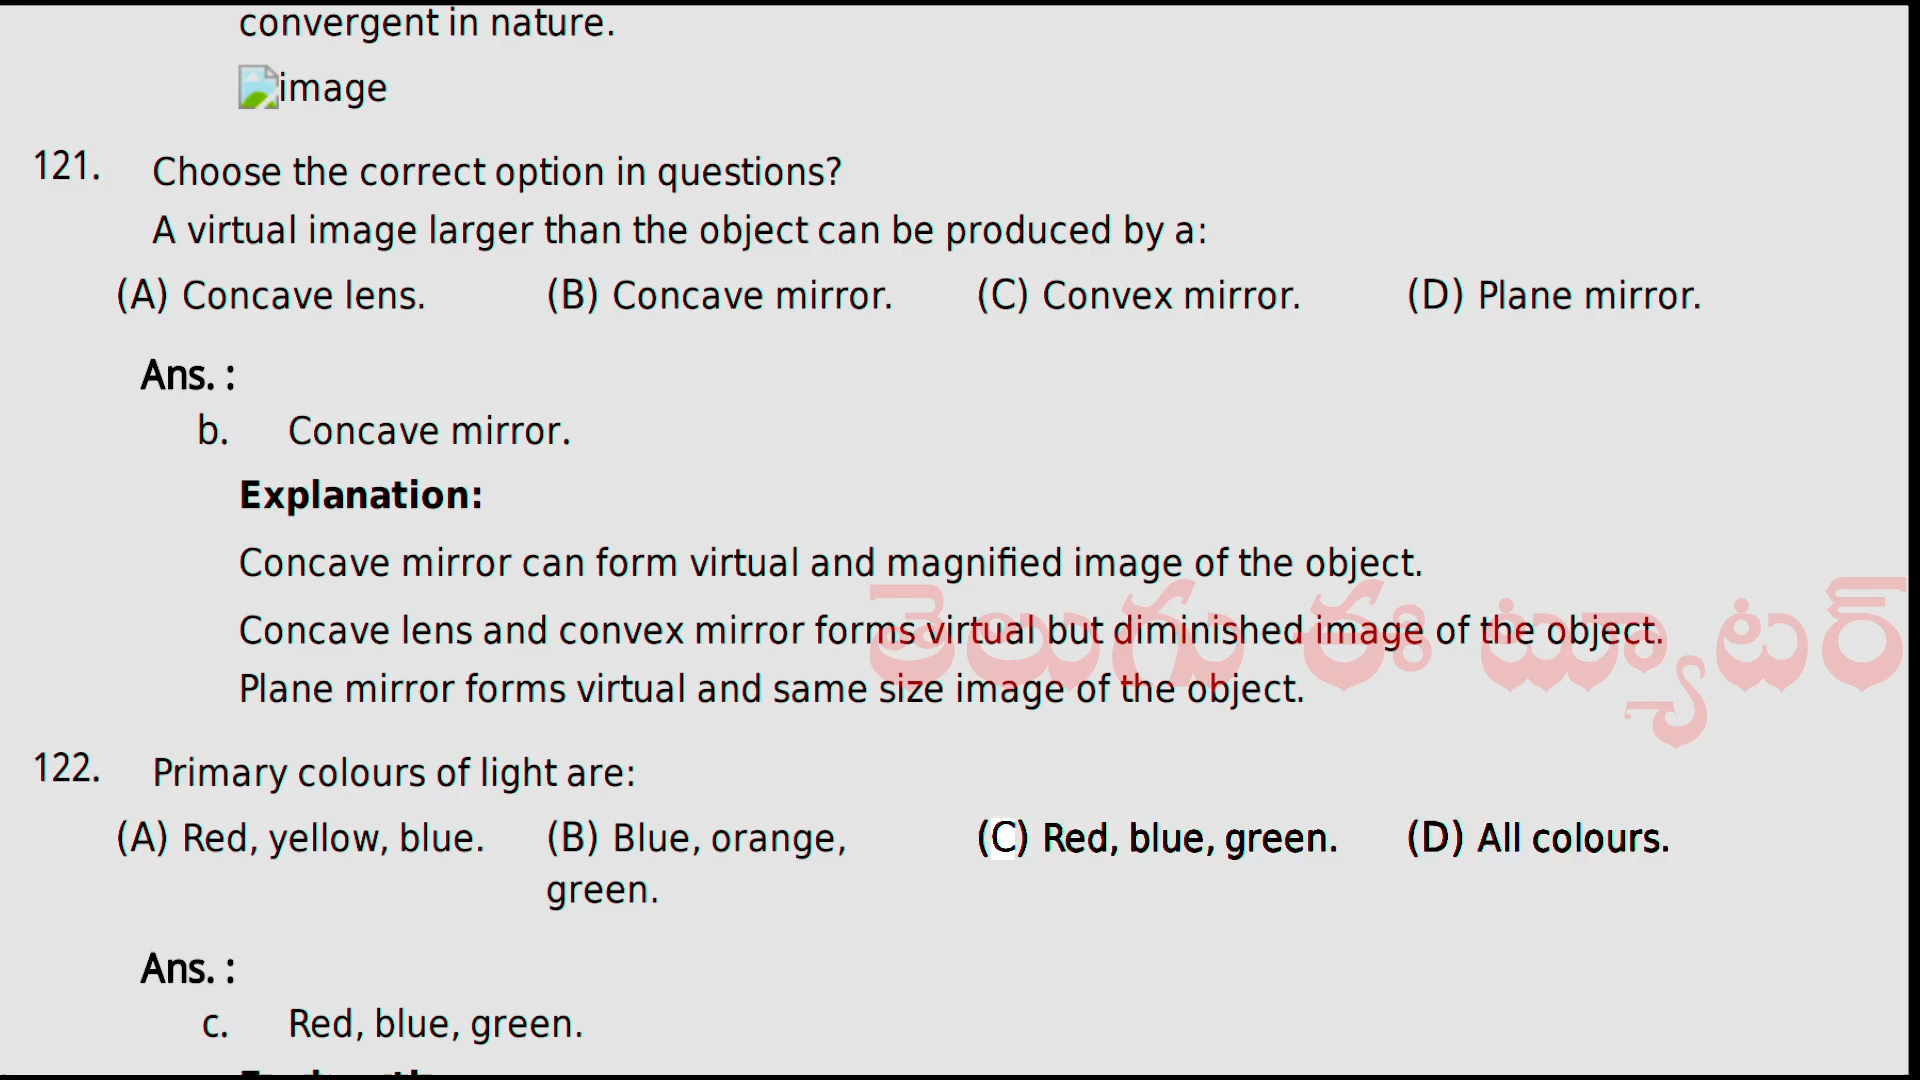 convergent in nature.
image
121. Choose the correct option in questions?
A virtual image larger than the object can be produced by a:
(A) Concave lens. (B) Concave mirror. (C) Convex mirror. (D) Plane mirror.
Ans. :
b. Concave mirror.
Explanation:
Concave mirror can form virtual and magnified image of the object.
Concave lens and convex mirror forms virtual but diminished image of the object.
Plane mirror forms virtual and same size image of the object.
తెలుగు ఈ ట్యూటర్
122. Primary colours of light are:
(A) Red, yellow, blue. (B) Blue, orange, green. (C) Red, blue, green. (D) All colours.
Ans. :
c. Red, blue, green.